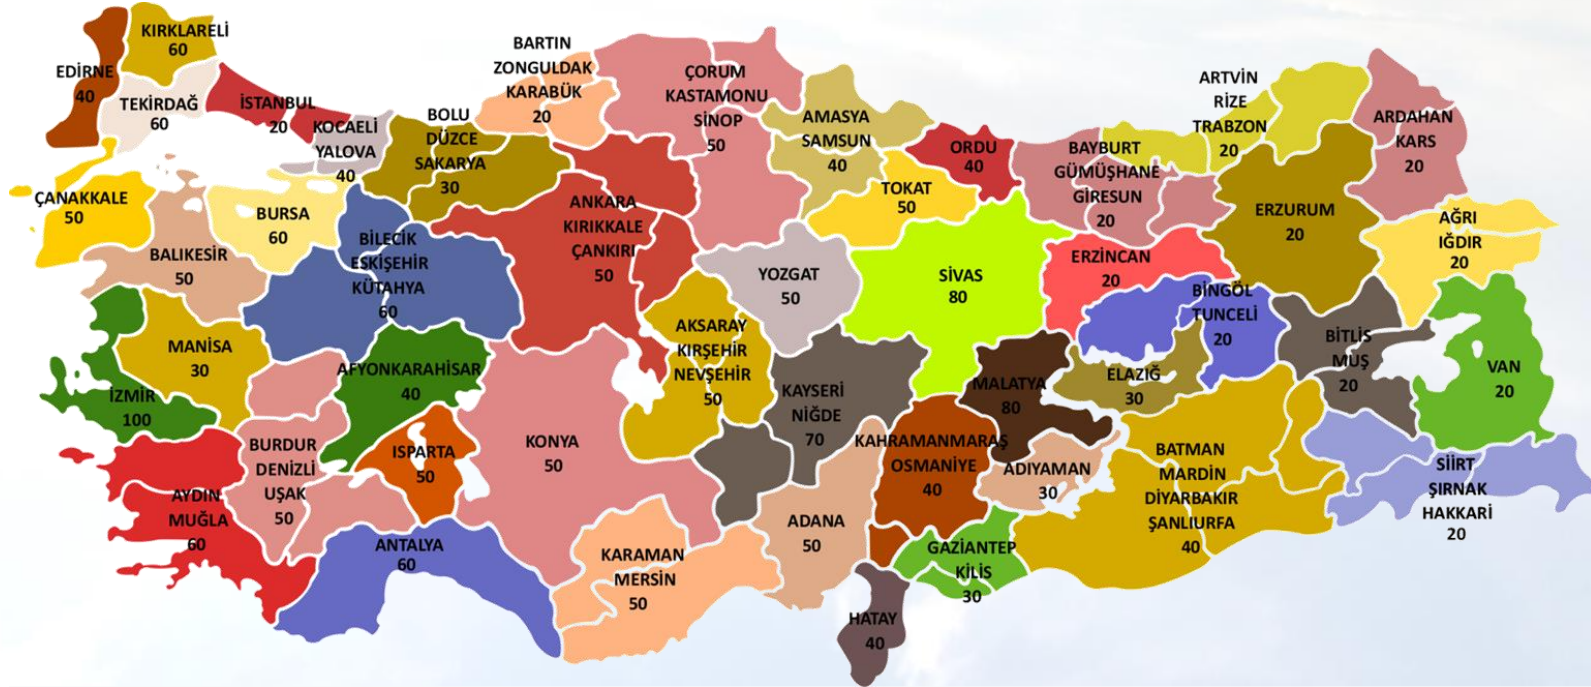 KIRKLARELİ
60
EDİRNE
40
TEKİRDAĞ
60
İSTANBUL
20
KOCAELİ
YALOVA
40
BOLU
DÜZCE
SAKARYA
30
BARTIN
ZONGULDAK
KARABÜK
20
ÇORUM
KASTAMONU
SİNOP
50
AMASYA
SAMSUN
40
ORDU
40
TOKAT
50
BAYBURT
GÜMÜŞHANE
GİRESUN
20
ARTVİN
RİZE
TRABZON
20
ARDAHAN
KARS
20
ÇANAKKALE
50
BALIKESİR
50
BURSA
60
BİLECİK
ESKİŞEHİR
KÜTAHYA
60
ANKARA
KIRIKKALE
ÇANKIRI
50
YOZGAT
50
SİVAS
80
ERZİNCAN
20
ERZURUM
20
AĞRI
IĞDIR
20
BİNGÖL
TUNCELİ
20
MANİSA
30
İZMİR
100
AFYONKARAHİSAR
40
AKSARAY
KIRŞEHİR
NEVŞEHİR
50
KAYSERİ
NİĞDE
70
MALATYA
80
ELAZIĞ
30
BİTLİS
MUŞ
20
VAN
20
BURDUR
DENİZLİ
UŞAK
50
ISPARTA
50
KONYA
50
KAHRAMANMARAŞ
OSMANİYE
40
ADIYAMAN
30
BATMAN
MARDİN
DİYARBAKIR
ŞANLIURFA
40
SİİRT
ŞIRNAK
HAKKARİ
20
AYDIN
MUĞLA
60
ANTALYA
60
KARAMAN
MERSİN
50
ADANA
50
GAZİANTEP
KİLİS
30
HATAY
40